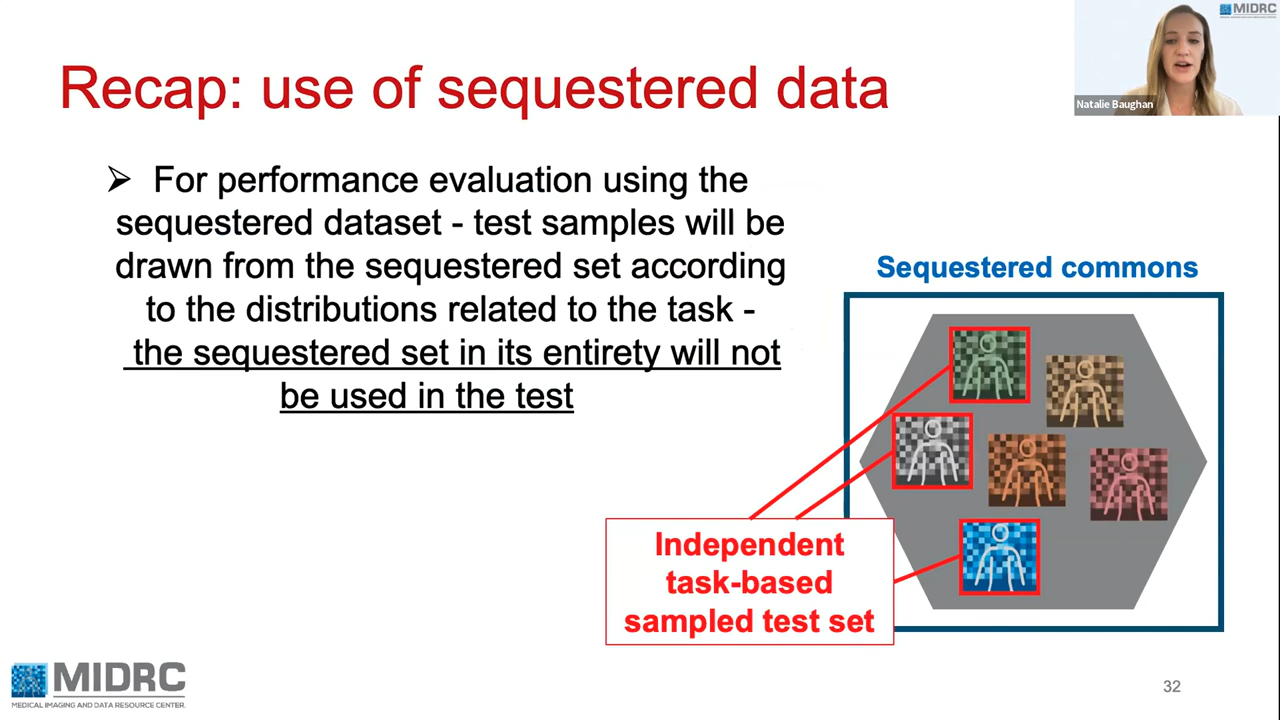 MIDRC
Natalie Baughan
Recap: use of sequestered data
➢ For performance evaluation using the
sequestered dataset - test samples will be
drawn from the sequestered set according
to the distributions related to the task -
the sequestered set in its entirety will not
be used in the test
Sequestered commons
Independent
task-based
sampled test set
MIDRC
MEDICAL IMAGING AND DATA RESOURCE CENTER.
32